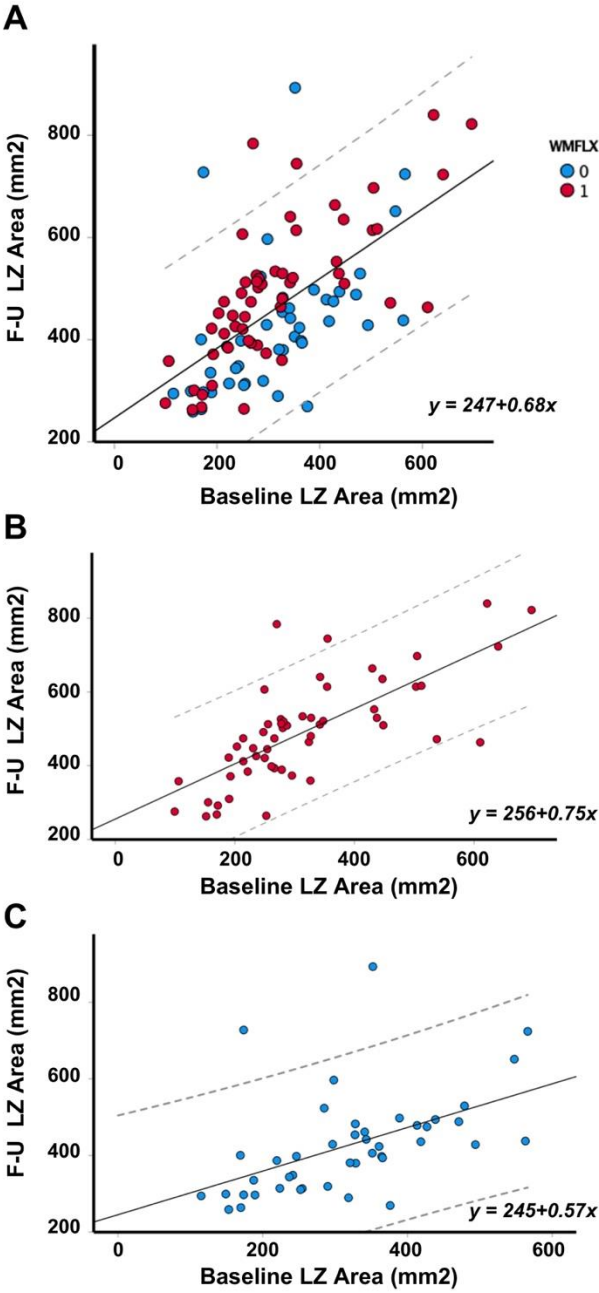 A
800
600
400
200
F-U LZ Area (mm2)
0 200 400 600
Baseline LZ Area (mm2)
y = 247+0.68x
WMFLX
0
1
B
800
600
400
200
F-U LZ Area (mm2)
0 200 400 600
Baseline LZ Area (mm2)
y = 256+0.75x
C
800
600
400
200
F-U LZ Area (mm2)
0 200 400 600
Baseline LZ Area (mm2)
y = 245+0.57x